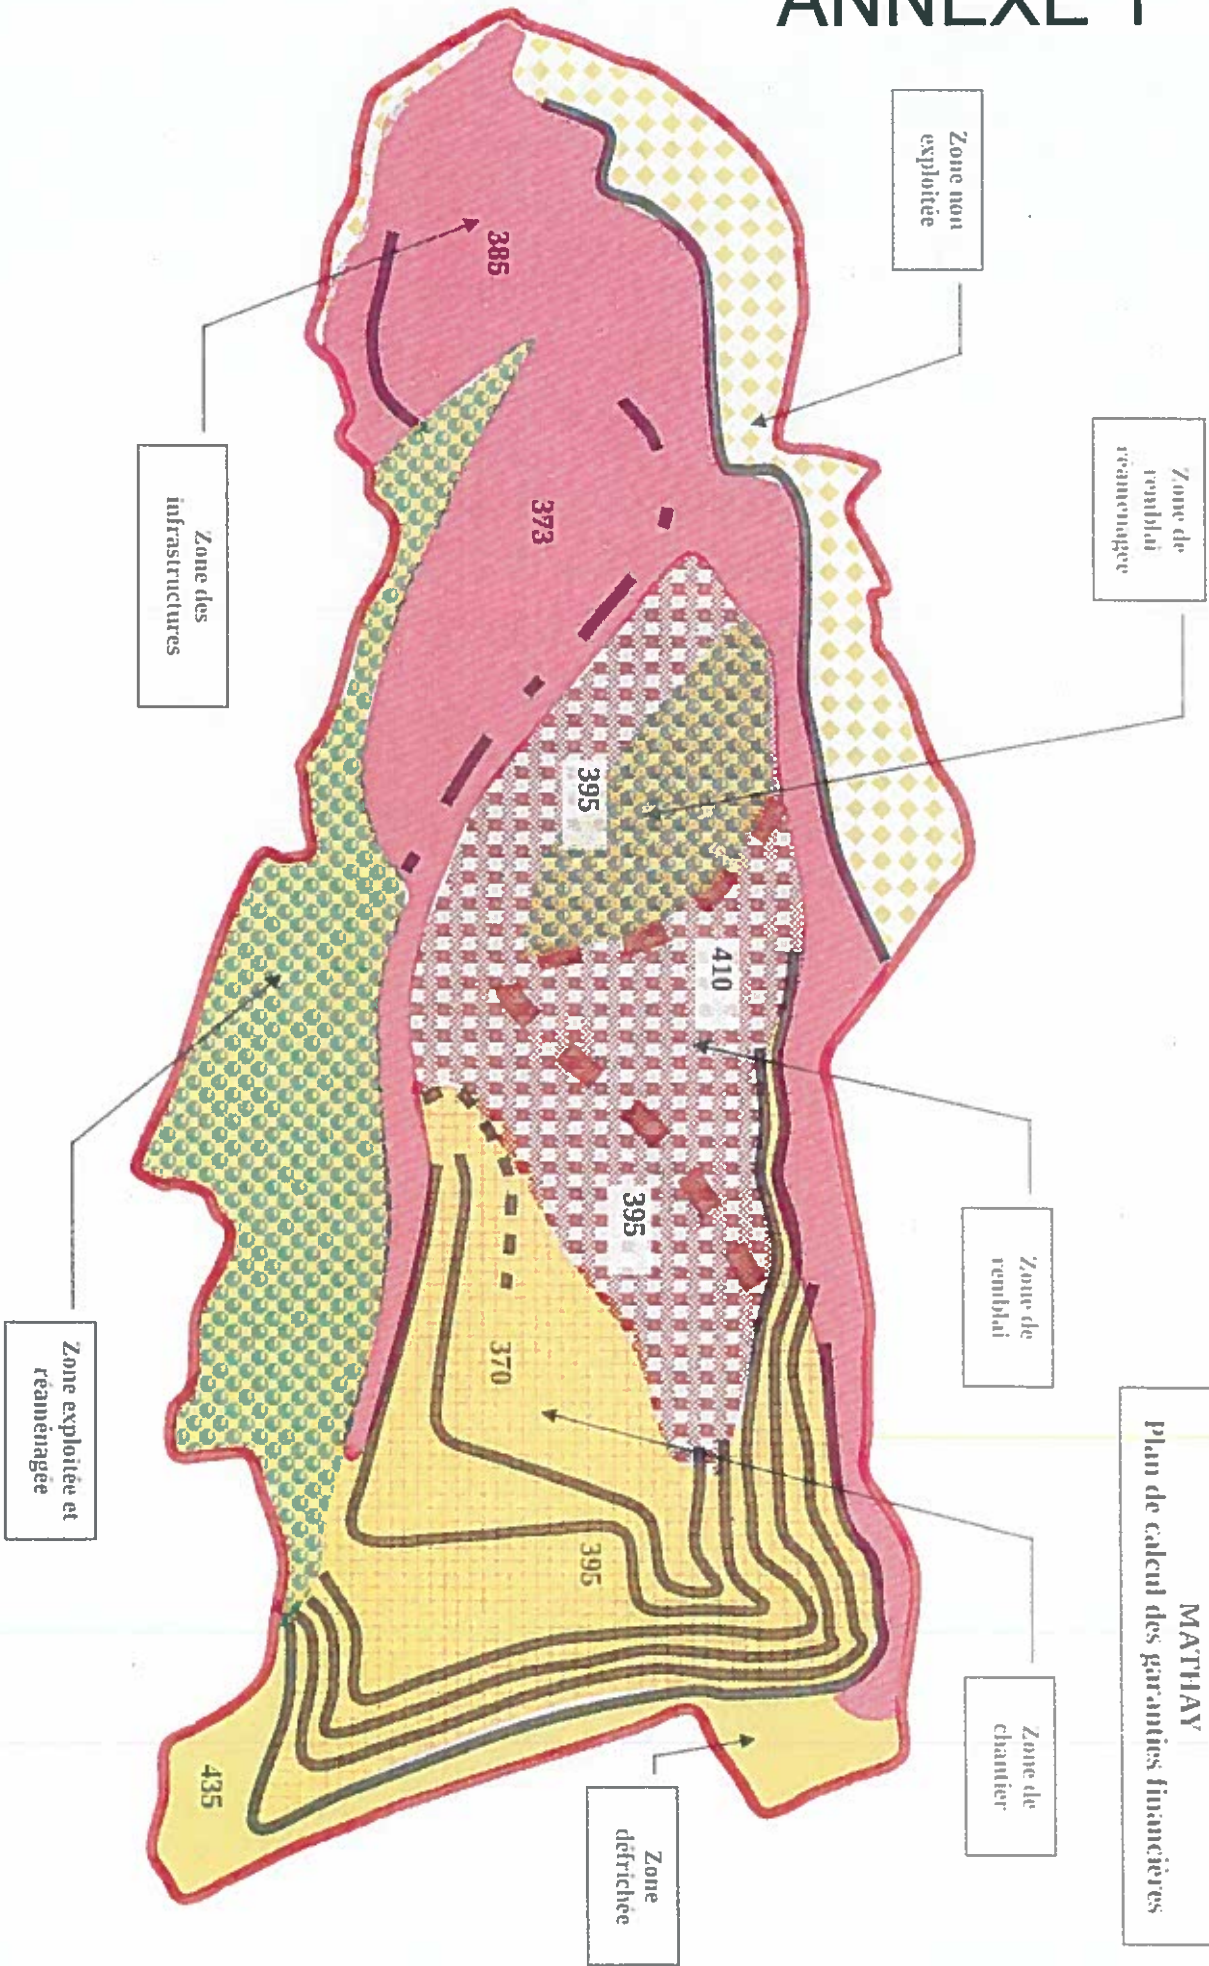 ANNEXE 1
MATHAY
Plan de calcul des garanties financières
Zone non
exploitée
Zone de
remblai
réaménagée
Zone de
remblai
Zone de
chantier
Zone
défrichée
Zone des
infrastructures
Zone exploitée et
réaménagée
385
373
395
410
395
370
395
435